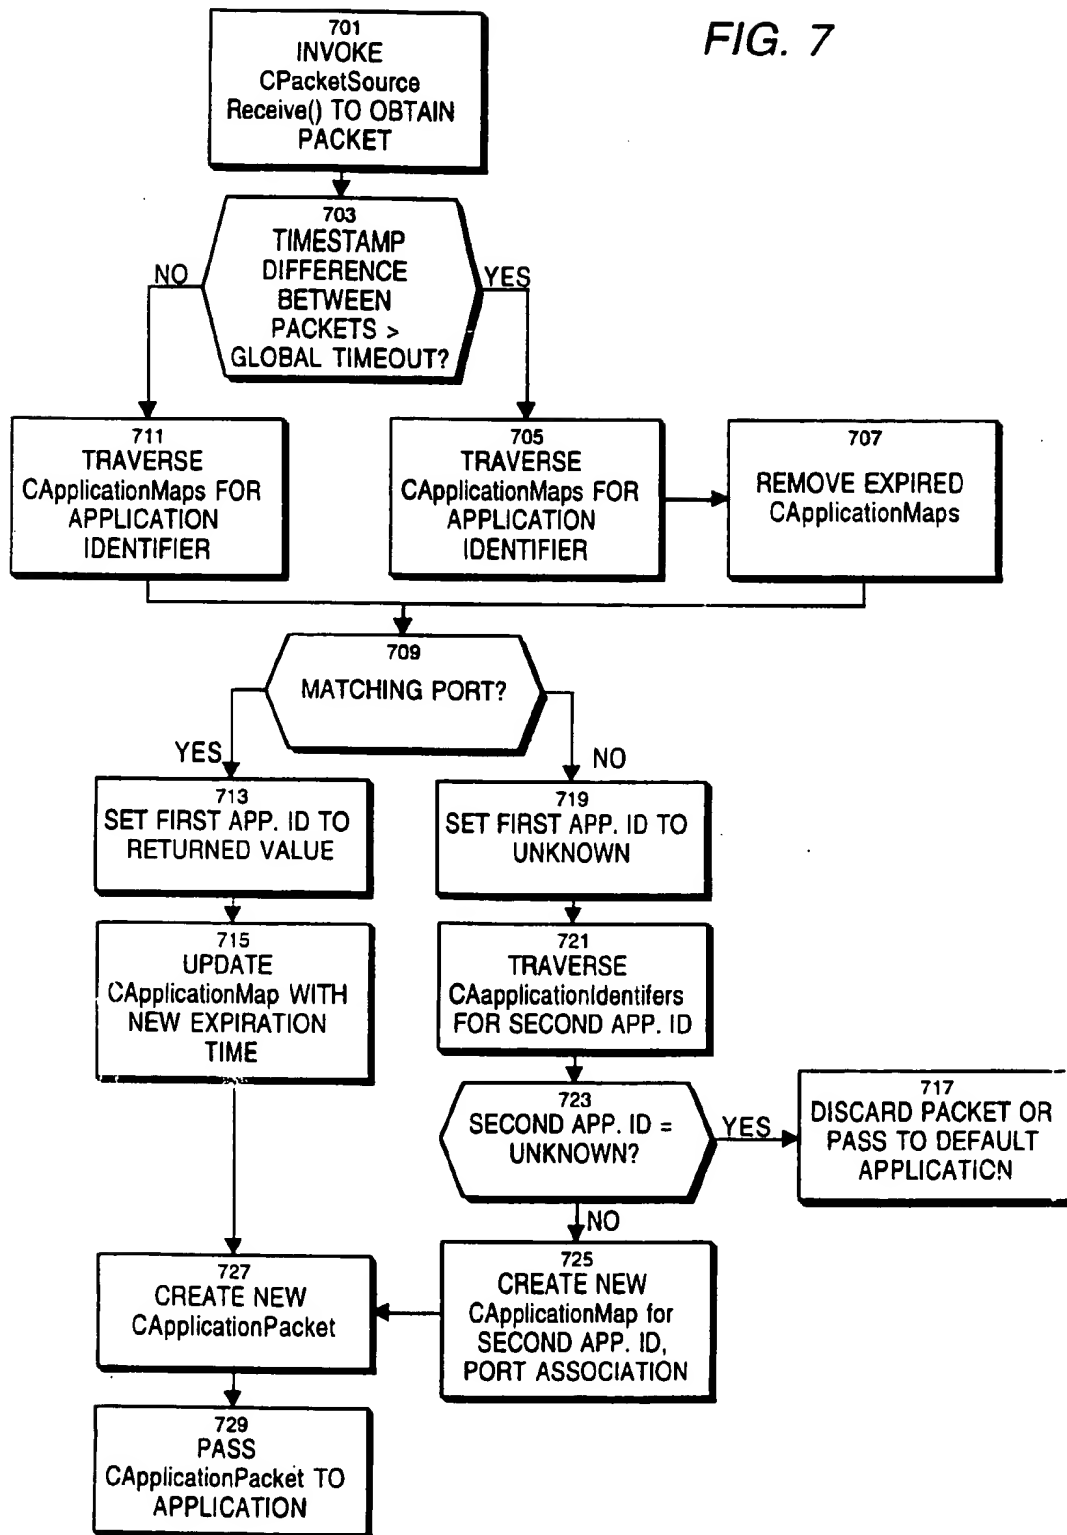 FIG. 7
701
INVOKE
CPacketSource
Receive() TO OBTAIN
PACKET
703
TIMESTAMP
DIFFERENCE
BETWEEN
PACKETS >
GLOBAL TIMEOUT?
NO
YES
711
TRAVERSE
CApplicationMaps FOR
APPLICATION
IDENTIFIER
705
TRAVERSE
CApplicationMaps FOR
APPLICATION
IDENTIFIER
707
REMOVE EXPIRED
CApplicationMaps
709
MATCHING PORT?
YES
NO
713
SET FIRST APP. ID TO
RETURNED VALUE
719
SET FIRST APP. ID TO
UNKNOWN
715
UPDATE
CApplicationMap WITH
NEW EXPIRATION
TIME
721
TRAVERSE
CAapplicationIdentifers
FOR SECOND APP. ID
723
SECOND APP. ID =
UNKNOWN?
YES
NO
717
DISCARD PACKET OR
PASS TO DEFAULT
APPLICATION
727
CREATE NEW
CApplicationPacket
725
CREATE NEW
CApplicationMap for
SECOND APP. ID,
PORT ASSOCIATION
729
PASS
CApplicationPacket TO
APPLICATION